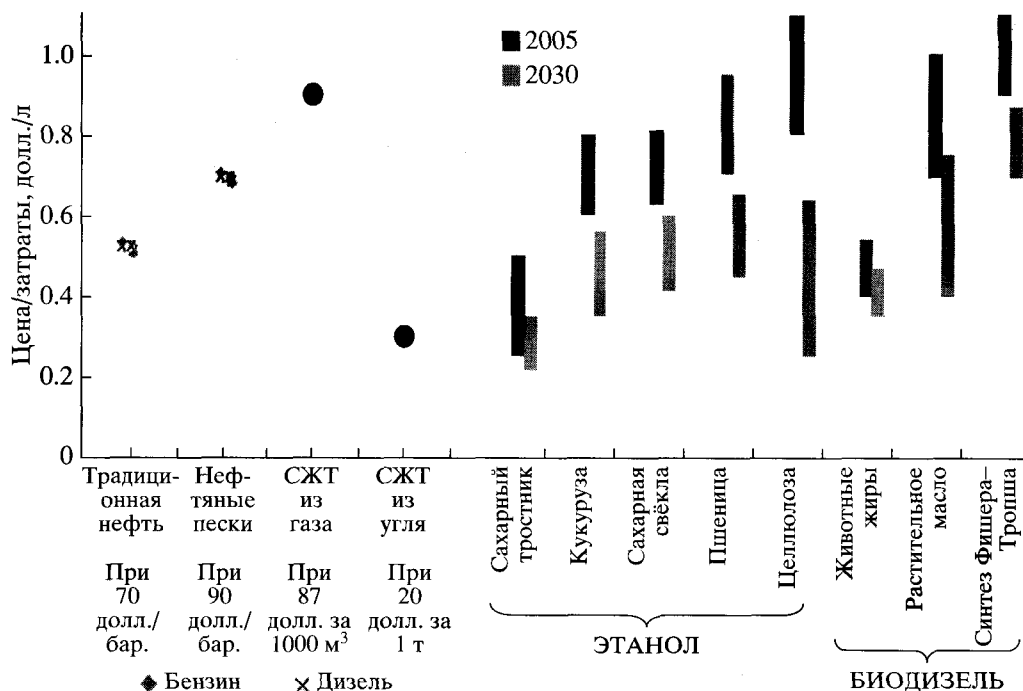 Цена/затраты, долл./л
1.0
0.8
0.6
0.4
0.2
0
2005
2030
Традици-
онная
нефть
Неф-
тяные
пески
СЖТ
из
газа
СЖТ
из
угля
При
70
долл./
бар.
При
90
долл./
бар.
При
87
долл. за
1000 м³
При
20
долл. за
1 т
Сахарный
тростник
Кукуруза
Сахарная
свёкла
Пшеница
Целлюлоза
Животные
жиры
Растительное
масло
Синтез Фишера–
Тропша
ЭТАНОЛ
БИОДИЗЕЛЬ
Бензин
Дизель